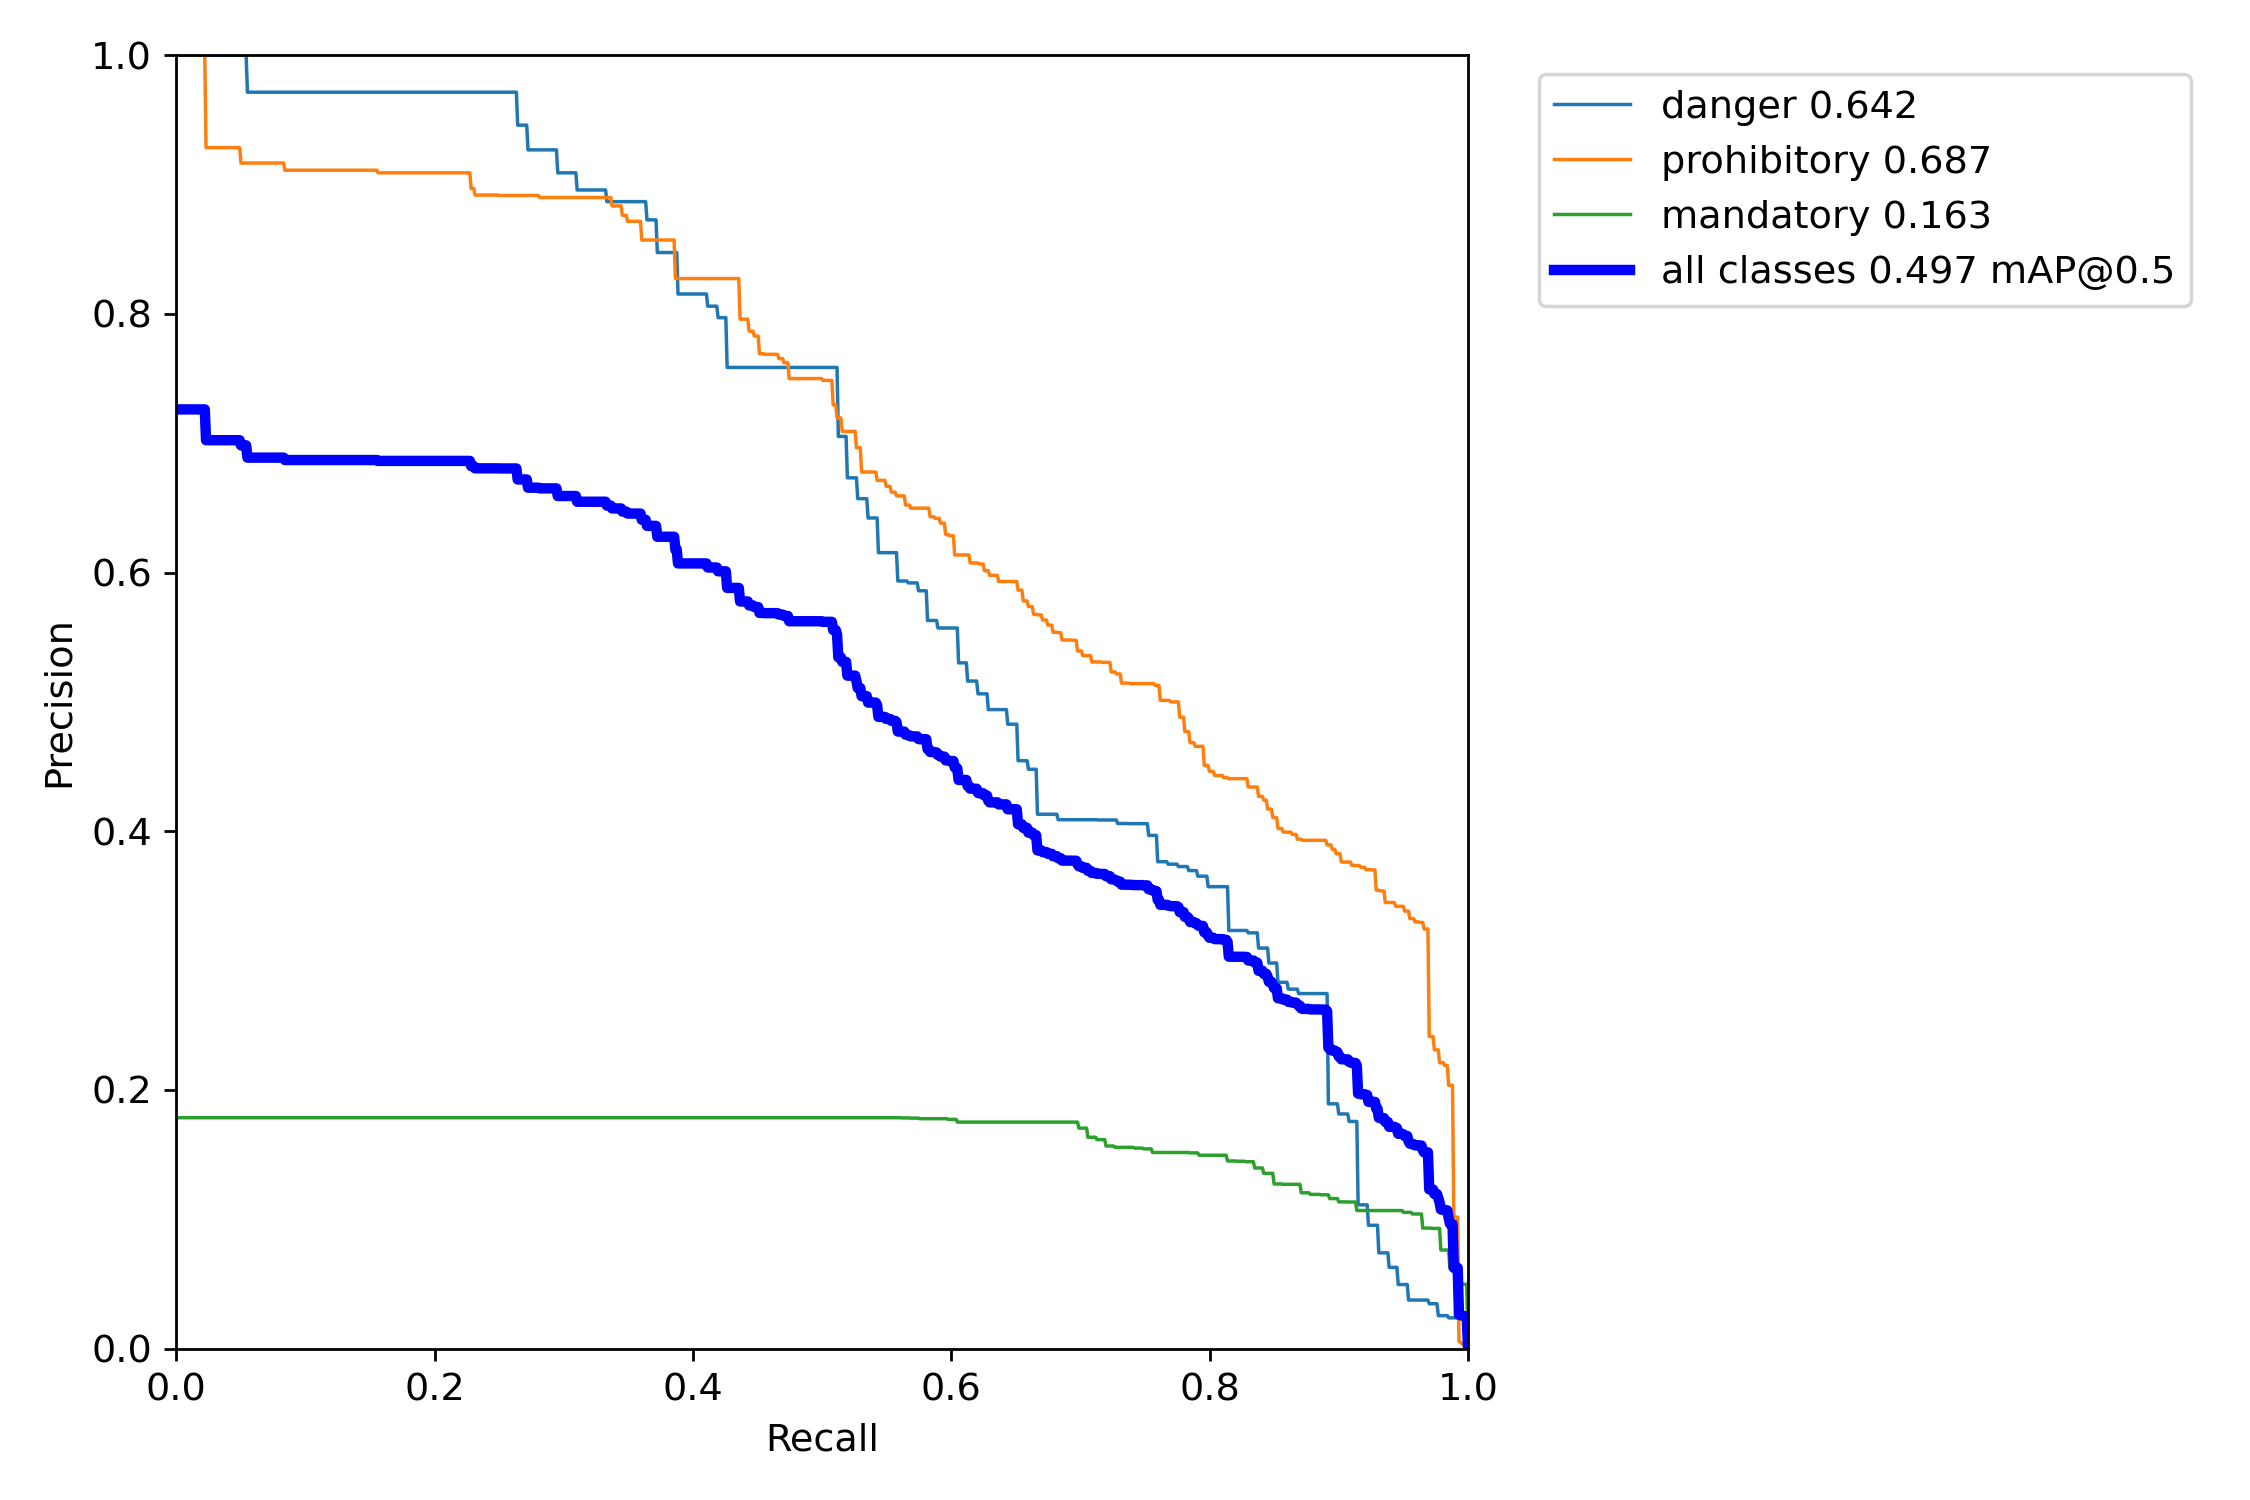 danger 0.642
prohibitory 0.687
mandatory 0.163
all classes 0.497 mAP@0.5
Precision
1.0
0.8
0.6
0.4
0.2
0.0
0.0 0.2 0.4 0.6 0.8 1.0
Recall